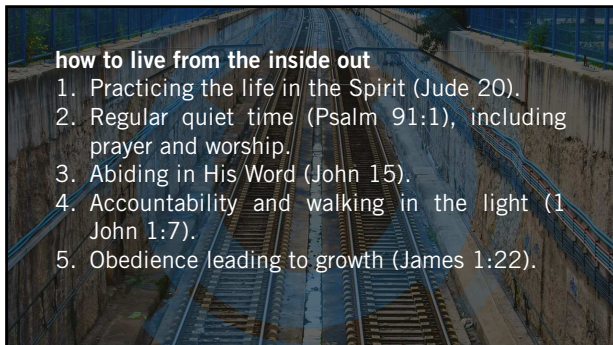 how to live from the inside out
1. Practicing the life in the Spirit (Jude 20).
2. Regular quiet time (Psalm 91:1), including
prayer and worship.
3. Abiding in His Word (John 15).
4. Accountability and walking in the light (1
John 1:7).
5. Obedience leading to growth (James 1:22).